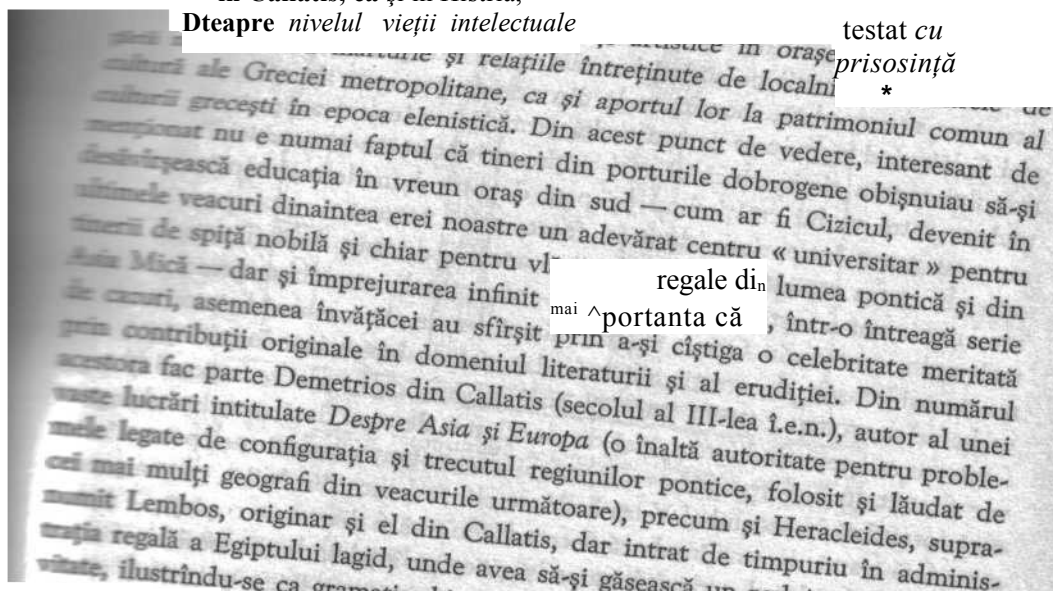 Dteapre nivelul vieții intelectuale
testat cu
artistice în orașe prisosință
și relațiile întreținute de localni *
cultură ale Greciei metropolitane, ca și aportul lor la patrimoniul comun al
culturii grecești în epoca elenistică. Din acest punct de vedere, interesant de
menționat nu e numai faptul că tineri din porturile dobrogene obișnuiau să-și
desăvîrșească educația în vreun oraș din sud — cum ar fi Cizicul, devenit în
ultimele veacuri dinaintea erei noastre un adevărat centru « universitar » pentru
tinerii de spiță nobilă și chiar pentru regale din lumea pontică și din
Asia Mică — dar și împrejurarea infinit mai ^portanta că , într-o întreagă serie
de cazuri, asemenea învățăcei au sfîrșit prin a-și cîștiga o celebritate meritată
prin contribuții originale în domeniul literaturii și al erudiției. Din numărul
acestora fac parte Demetrios din Callatis (secolul al III-lea î.e.n.), autor al unei
vaste lucrări intitulate Despre Asia și Europa (o înaltă autoritate pentru proble-
mele legate de configurația și trecutul regiunilor pontice, folosit și lăudat de
cei mai mulți geografi din veacurile următoare), precum și Heracleides, supra-
numit Lembos, originar și el din Callatis, dar intrat de timpuriu în adminis-
trația regală a Egiptului lagid, unde avea să-și găsească un
vitate, ilustrîndu-se ca